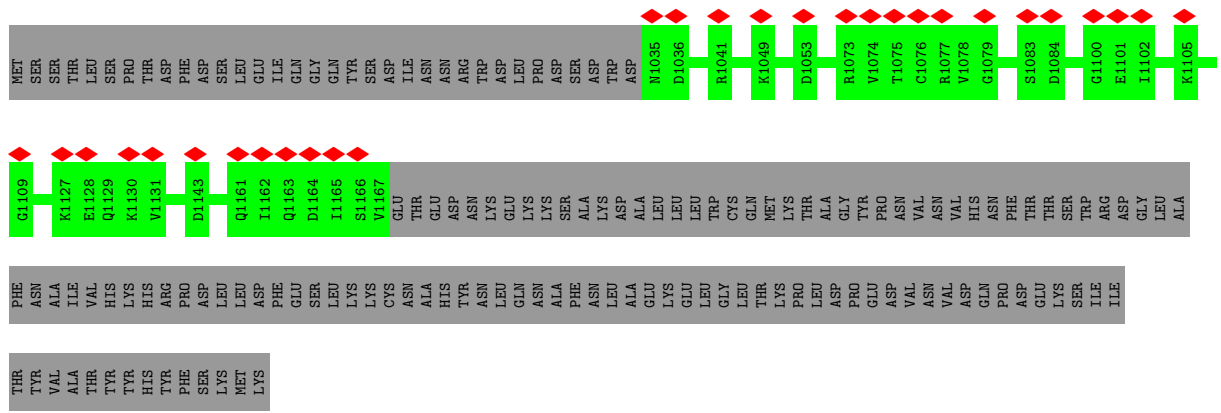 MET SER SER THR LEU SER PRO THR ASP PHE ASP SER LEU GLU ILE GLN GLY GLN TYR SER ASP ILE ASN ASN ARG TRP ASP LEU PRO ASP SER ASP TRP ASP N1035 D1036 R1041 K1049 D1053 R1073 V1074 T1075 C1076 R1077 V1078 G1079 S1083 D1084 G1100 E1101 I1102 K1105
G1109 K1127 E1128 Q1129 K1130 V1131 D1143 Q1161 I1162 Q1163 D1164 I1165 S1166 V1167 GLU THR GLU ASP ASN LYS GLU LYS LYS SER ALA LYS ASP ALA LEU LEU LEU TRP CYS GLN MET LYS THR ALA GLY TYR PRO ASN VAL ASN VAL HIS ASN PHE THR THR SER TRP ARG ASP GLY LEU ALA
PHE ASN ALA ILE VAL HIS LYS HIS ARG PRO ASP LEU LEU ASP PHE GLU SER LEU LYS LYS CYS ASN ALA HIS TYR ASN LEU GLN ASN ALA PHE ASN LEU ALA GLU LYS GLU LEU GLY LEU THR LYS PRO LEU ASP PRO GLU ASP VAL ASN VAL ASP GLN PRO ASP GLU LYS SER ILE ILE
THR TYR VAL ALA THR TYR TYR HIS TYR PHE SER LYS MET LYS